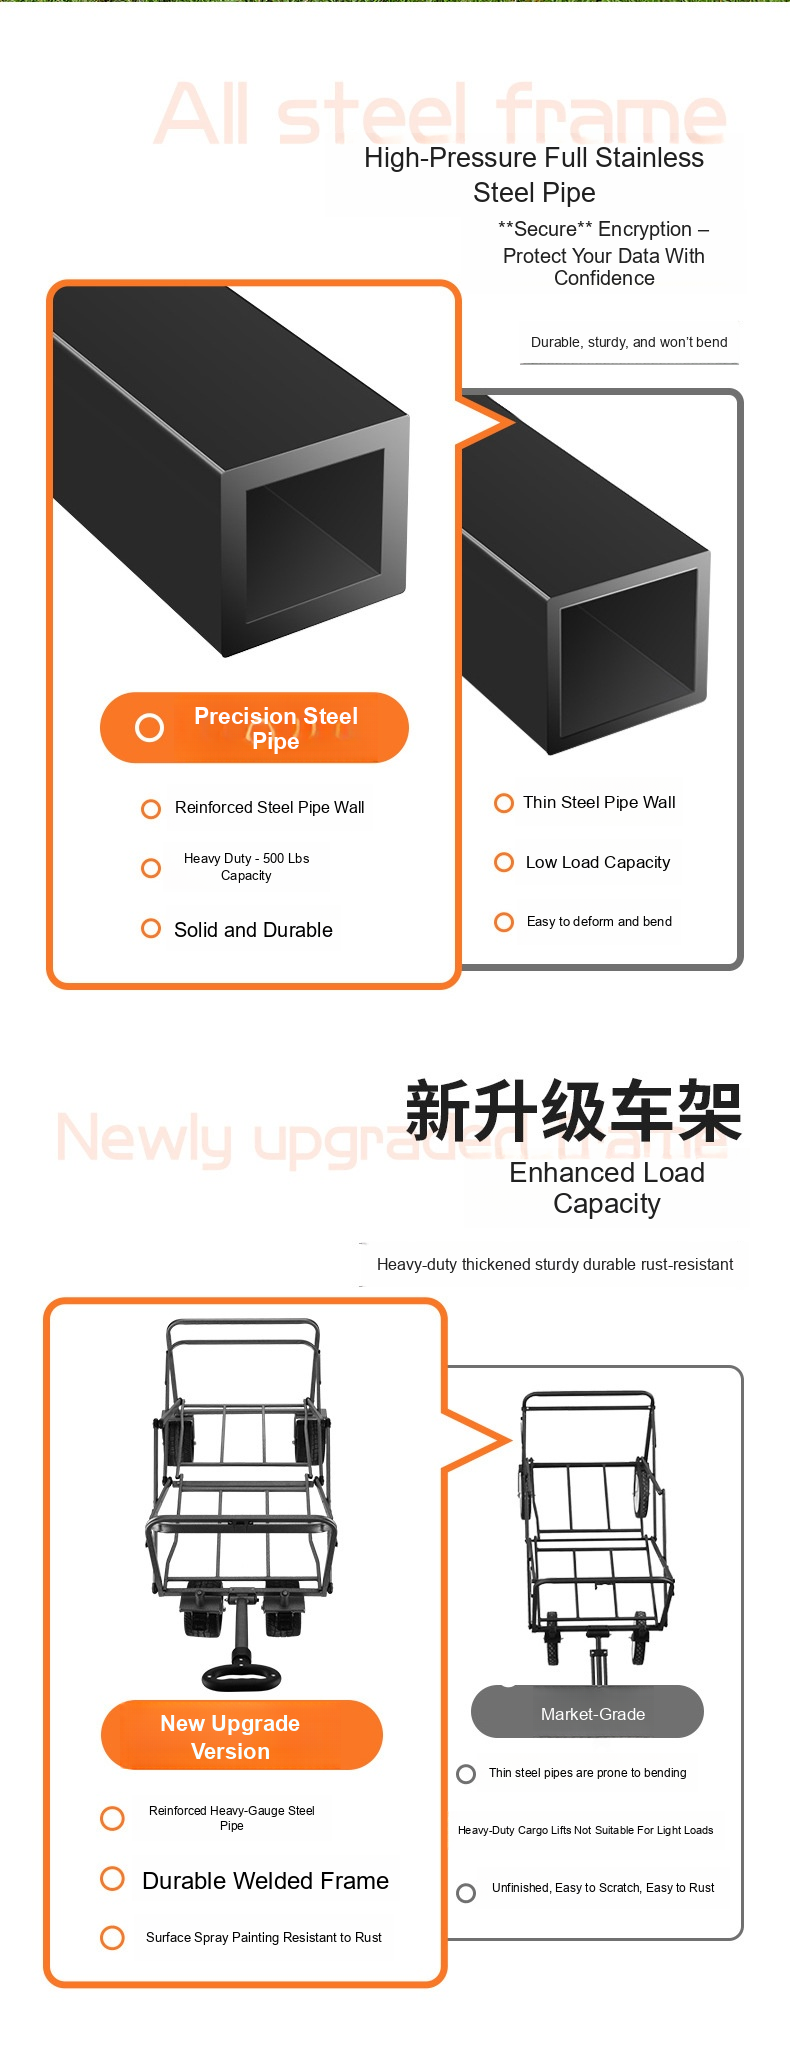 All steel frame
High-Pressure Full Stainless
Steel Pipe
**Secure** Encryption –
Protect Your Data With
Confidence
Durable, sturdy, and won't bend
Precision Steel
Pipe
Reinforced Steel Pipe Wall
Heavy Duty - 500 Lbs
Capacity
Solid and Durable
Thin Steel Pipe Wall
Low Load Capacity
Easy to deform and bend
新升级车架
Newly upgraded frame
Enhanced Load
Capacity
Heavy-duty thickened sturdy durable rust-resistant
New Upgrade
Version
Reinforced Heavy-Gauge Steel
Pipe
Durable Welded Frame
Surface Spray Painting Resistant to Rust
Market-Grade
Thin steel pipes are prone to bending
Heavy-Duty Cargo Lifts Not Suitable For Light Loads
Unfinished, Easy to Scratch, Easy to Rust